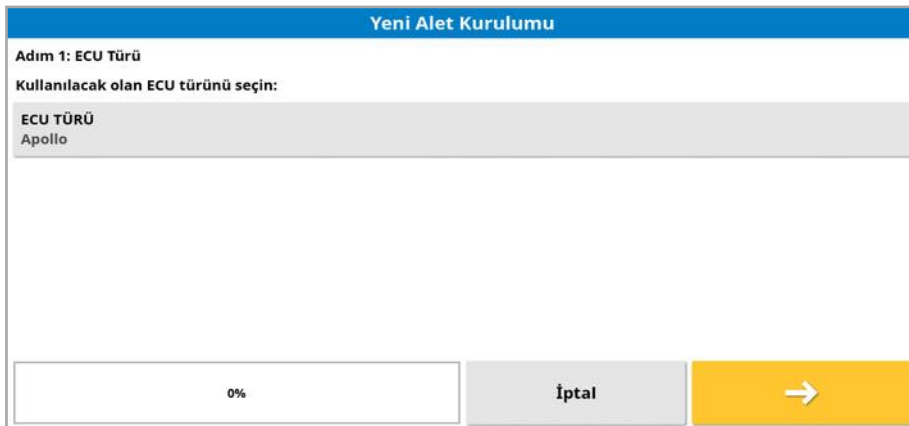 Yeni Alet Kurulumu
Adım 1: ECU Türü
Kullanılacak olan ECU türünü seçin:
ECU TÜRÜ
Apollo
0%
İptal